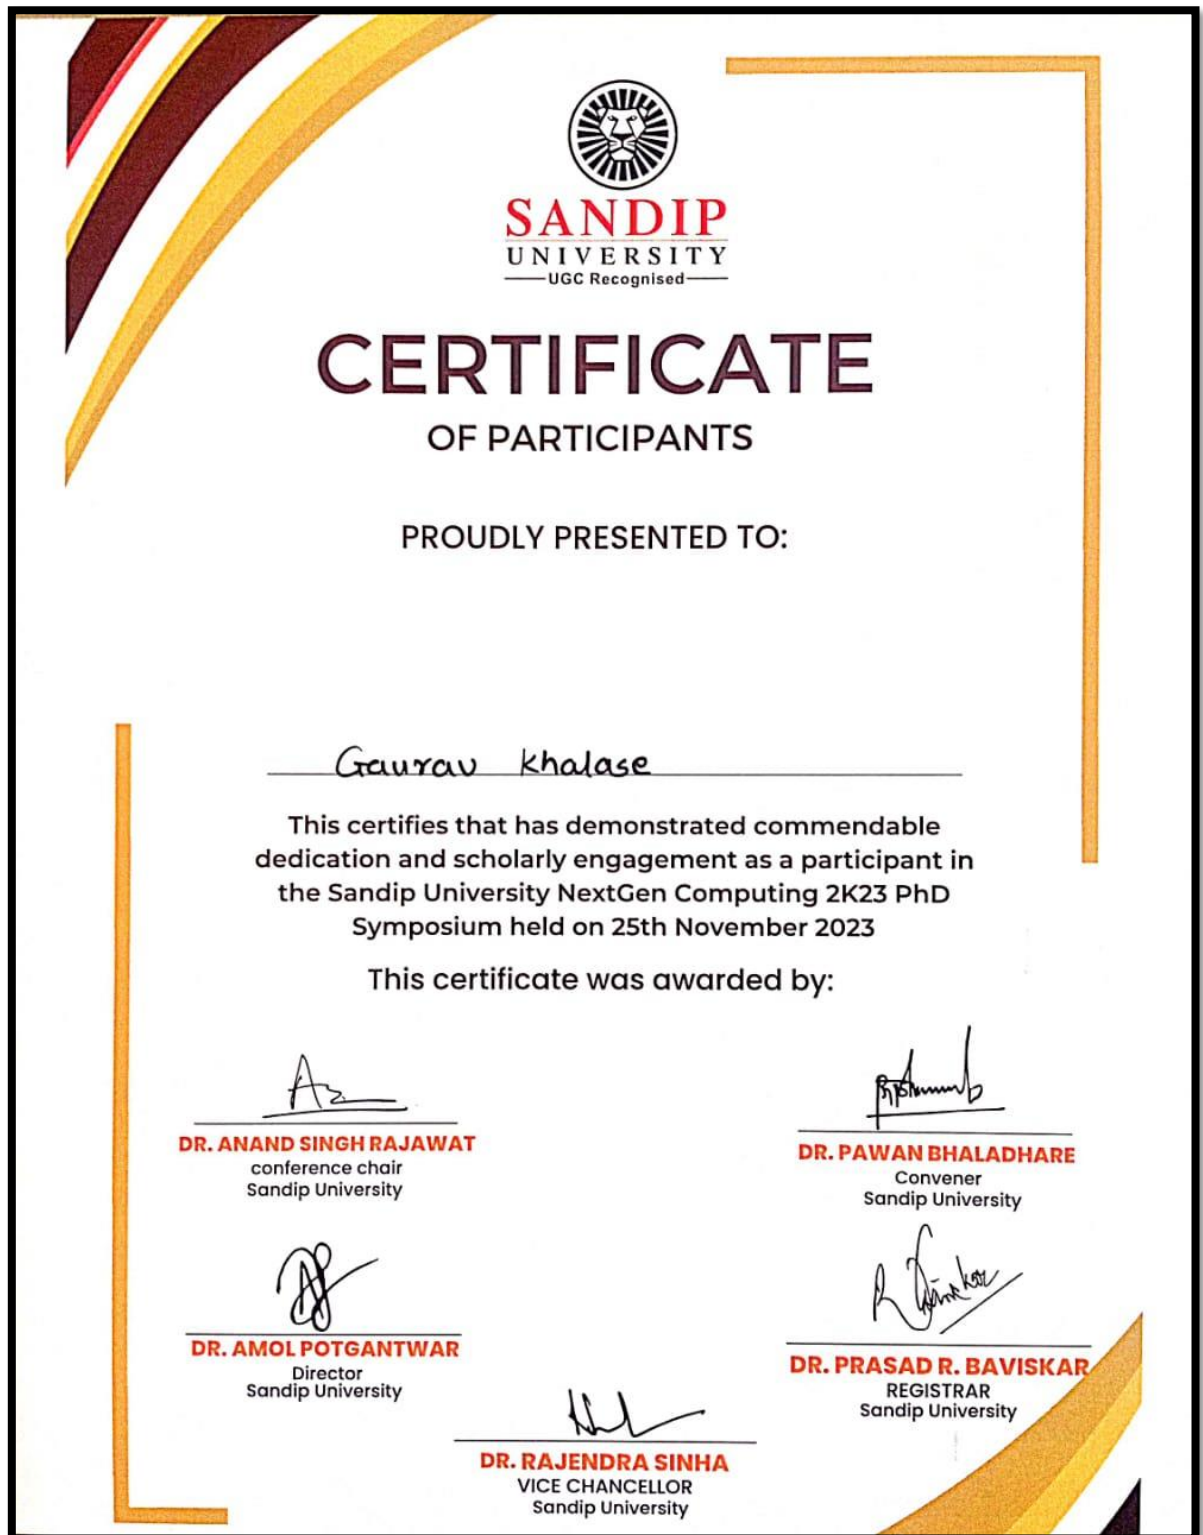 SANDIP
UNIVERSITY
UGC Recognised
CERTIFICATE
OF PARTICIPANTS
PROUDLY PRESENTED TO:
Gaurav Khalase
This certifies that has demonstrated commendable
dedication and scholarly engagement as a participant in
the Sandip University NextGen Computing 2K23 PhD
Symposium held on 25th November 2023
This certificate was awarded by:
DR. ANAND SINGH RAJAWAT
conference chair
Sandip University
DR. PAWAN BHALADHARE
Convener
Sandip University
DR. AMOL POTGANTWAR
Director
Sandip University
DR. PRASAD R. BAVISKAR
REGISTRAR
Sandip University
DR. RAJENDRA SINHA
VICE CHANCELLOR
Sandip University